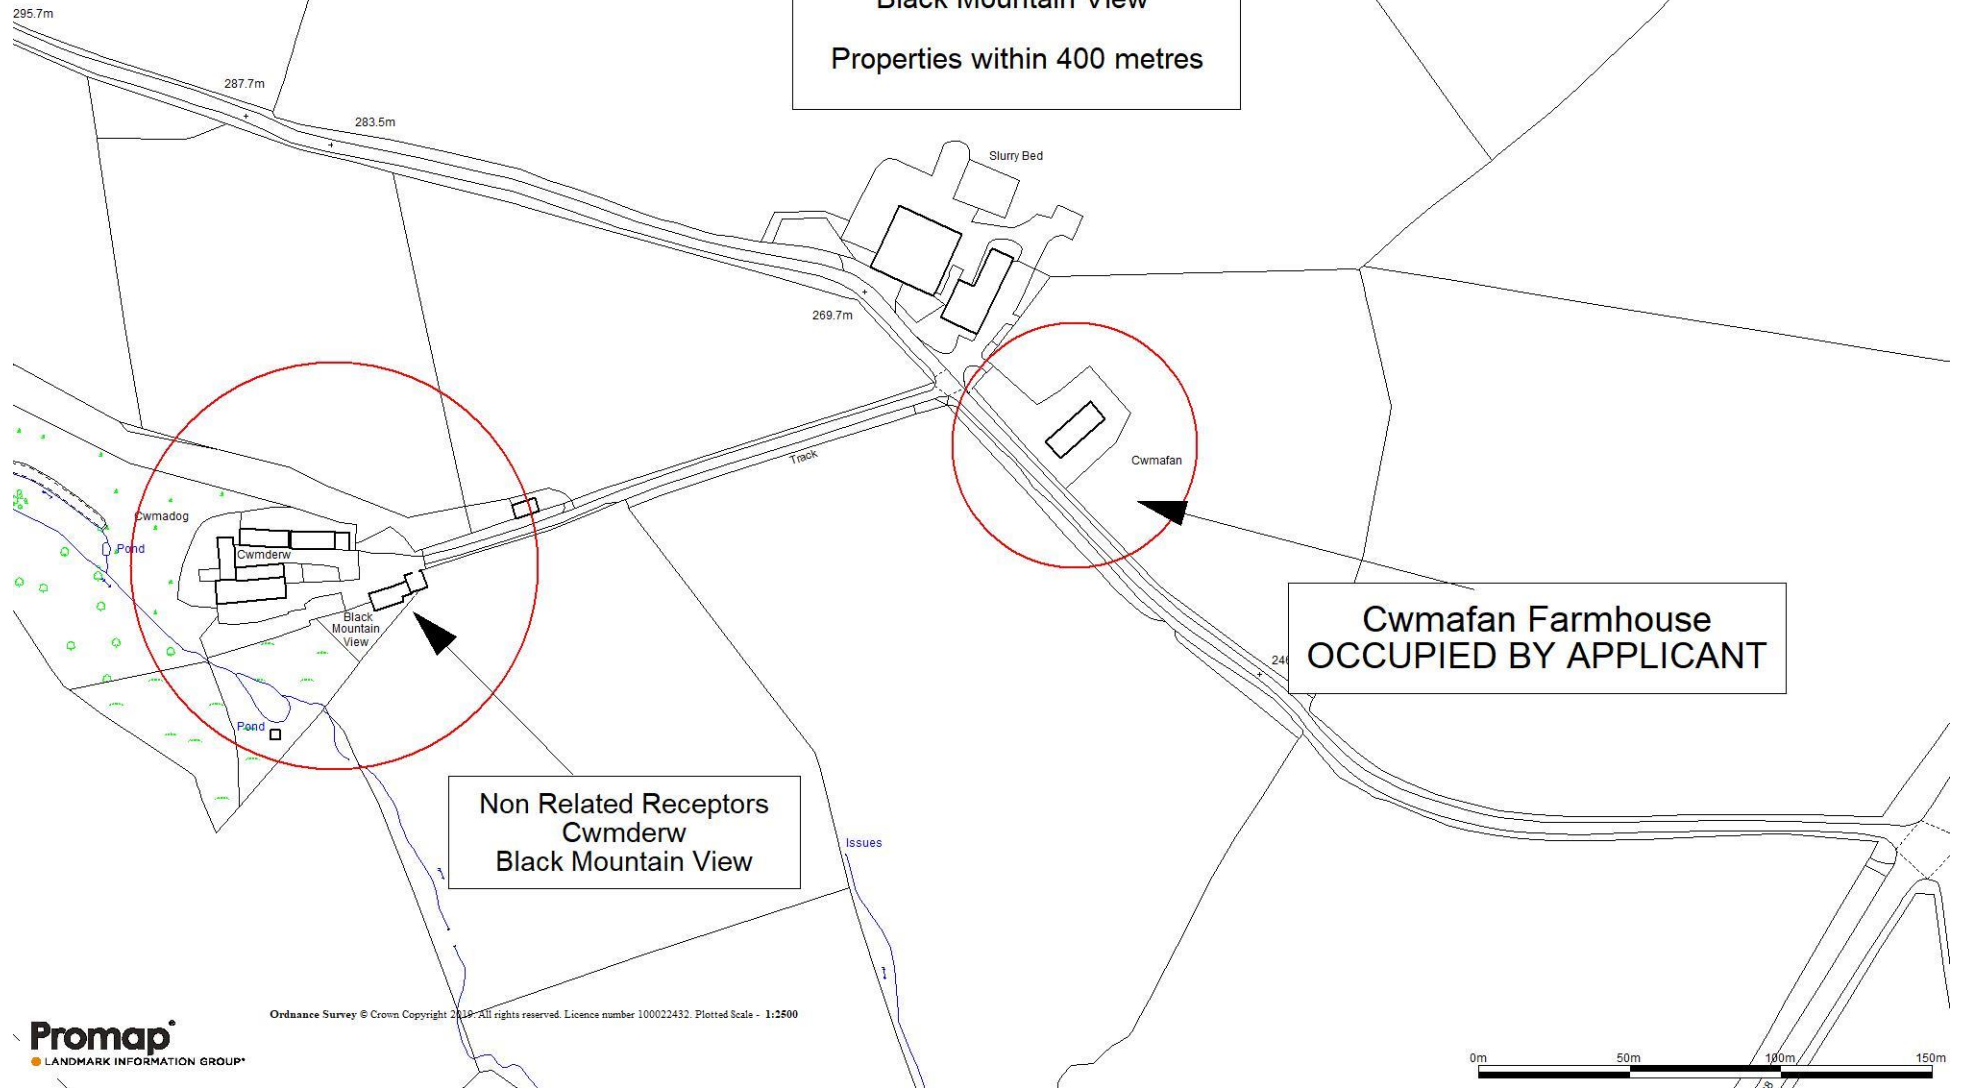 295.7m
Black Mountain View
Properties within 400 metres
287.7m
283.5m
Slurry Bed
269.7m
Track
Cwmafan
Cwmadog
Pond
Cwmderw
Black
Mountain
View
Cwmafan Farmhouse
OCCUPIED BY APPLICANT
Pond
Non Related Receptors
Cwmderw
Black Mountain View
Issues
Ordnance Survey © Crown Copyright 2019. All rights reserved. Licence number 100022432. Plotted Scale - 1:2500
Promap
LANDMARK INFORMATION GROUP
0m 50m 100m 150m